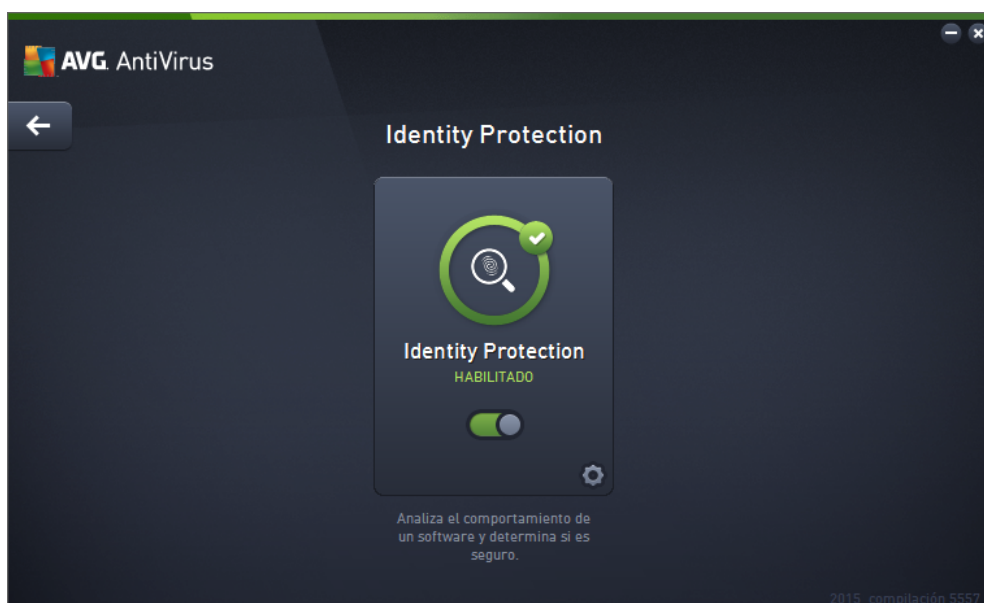 AVG. AntiVirus
Identity Protection
Identity Protection
HABILITADO
Analiza el comportamiento de
un software y determina si es
seguro.
2015 compilación 5557